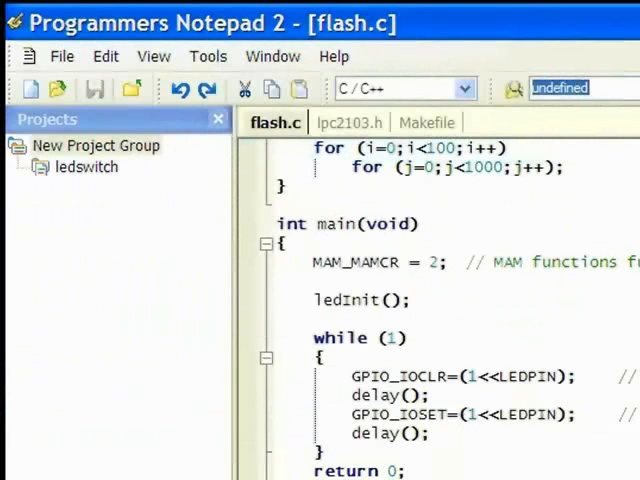 Programmers Notepad 2 - [flash.c]
File Edit View Tools Window Help
C / C++ undefined
Projects
flash.c lpc2103.h Makefile
New Project Group
ledswitch
for (i=0;i<100;i++)
for (j=0;j<1000;j++);
}
int main(void)
{
MAM_MAMCR = 2; // MAM functions fu
ledInit();
while (1)
{
GPIO_IOCLR=(1<<LEDPIN); //
delay();
GPIO_IOSET=(1<<LEDPIN); //
delay();
}
return 0;